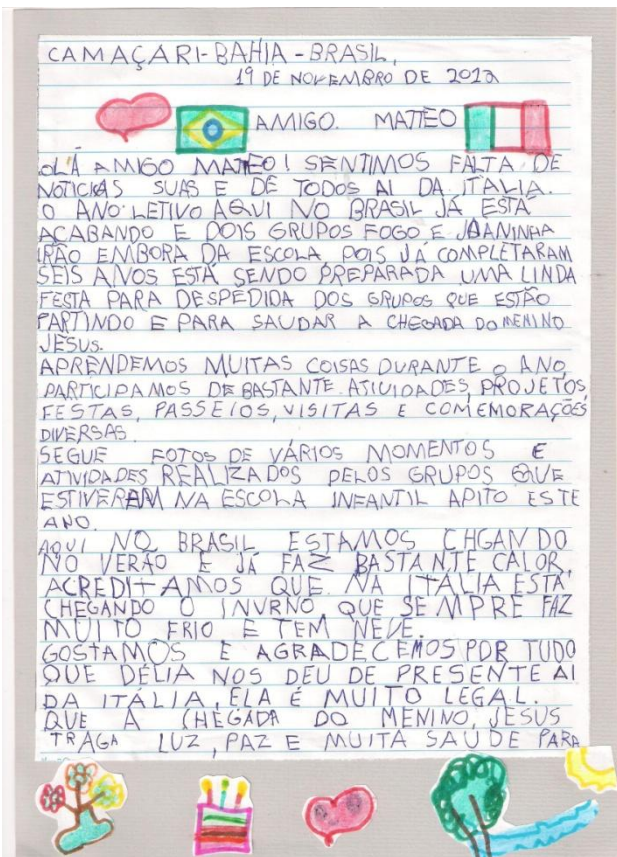 CAMAÇARI-BAHIA-BRASIL,
19 DE NOVEMBRO DE 2012
AMIGO. MATTEO
OLÁ AMIGO MATTEO! SENTIMOS FALTA DE
NOTICIAS SUAS E DE TODOS AI DA ITALIA.
O ANO LETIVO AQUI NO BRASIL JÁ ESTÁ
ACABANDO E DOIS GRUPOS FOGO E JOANINHA
IRÃO EMBORA DA ESCOLA, POIS JÁ COMPLETARAM
SEIS ANOS ESTÁ SENDO PREPARADA UMA LINDA
FESTA PARA DESPEDIDA DOS GRUPOS QUE ESTÃO
PARTINDO E PARA SAUDAR A CHEGADA DO MENINO
JESUS.
APRENDEMOS MUITAS COISAS DURANTE O ANO,
PARTICIPAMOS DE BASTANTE ATIVIDADES, PROJETOS,
FESTAS, PASSEIOS, VISITAS E COMEMORAÇÕES
DIVERSAS.
SEGUE FOTOS DE VÁRIOS MOMENTOS E
ATIVIDADES REALIZADOS PELOS GRUPOS QUE
ESTIVERAM NA ESCOLA INFANTIL APITO ESTE
ANO.
AQUI NO BRASIL ESTAMOS CHGANDO
NO VERÃO E JÁ FAZ BASTANTE CALOR,
ACREDITAMOS QUE NA ITALIA ESTÁ
CHEGANDO O INVRNO, QUE SEMPRE FAZ
MUITO FRIO E TEM NEVE.
GOSTAMOS E AGRADECEMOS POR TUDO
QUE DÉLIA NOS DEU DE PRESENTE AI
DA ITÁLIA, ELA É MUITO LEGAL.
QUE A CHEGADA DO MENINO, JESUS
TRAGA LUZ, PAZ E MUITA SAÚDE PARA